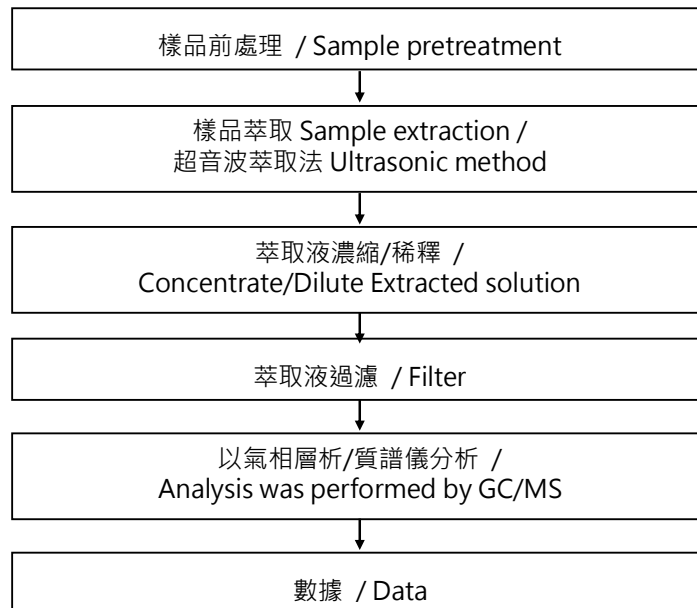 樣品前處理 / Sample pretreatment
樣品萃取 Sample extraction /
超音波萃取法 Ultrasonic method
萃取液濃縮/稀釋 /
Concentrate/Dilute Extracted solution
萃取液過濾 / Filter
以氣相層析/質譜儀分析 /
Analysis was performed by GC/MS
數據 / Data